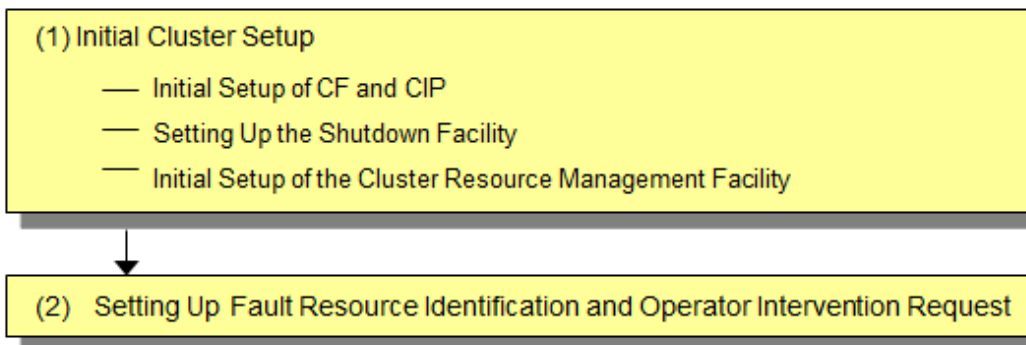 (1) Initial Cluster Setup
— Initial Setup of CF and CIP
— Setting Up the Shutdown Facility
— Initial Setup of the Cluster Resource Management Facility
(2) Setting Up Fault Resource Identification and Operator Intervention Request